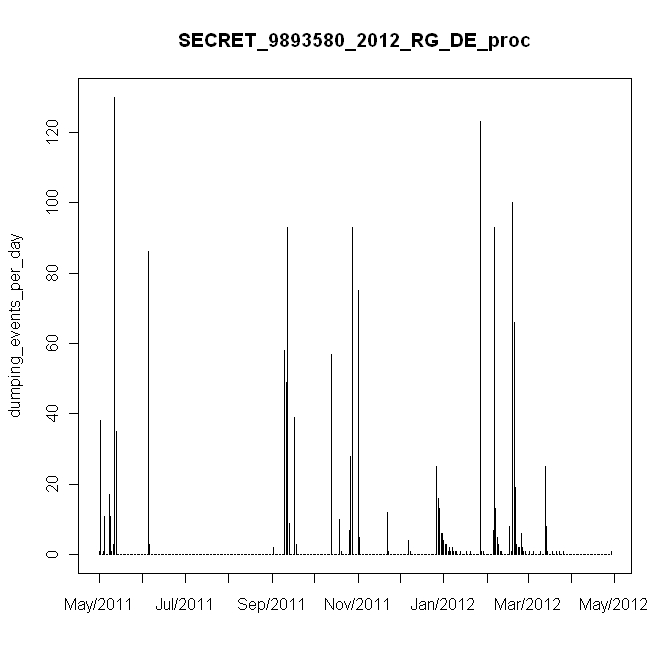 SECRET_9893580_2012_RG_DE_proc
dumping_events_per_day
120
100
80
60
40
20
0
May/2011 Jul/2011 Sep/2011 Nov/2011 Jan/2012 Mar/2012 May/2012